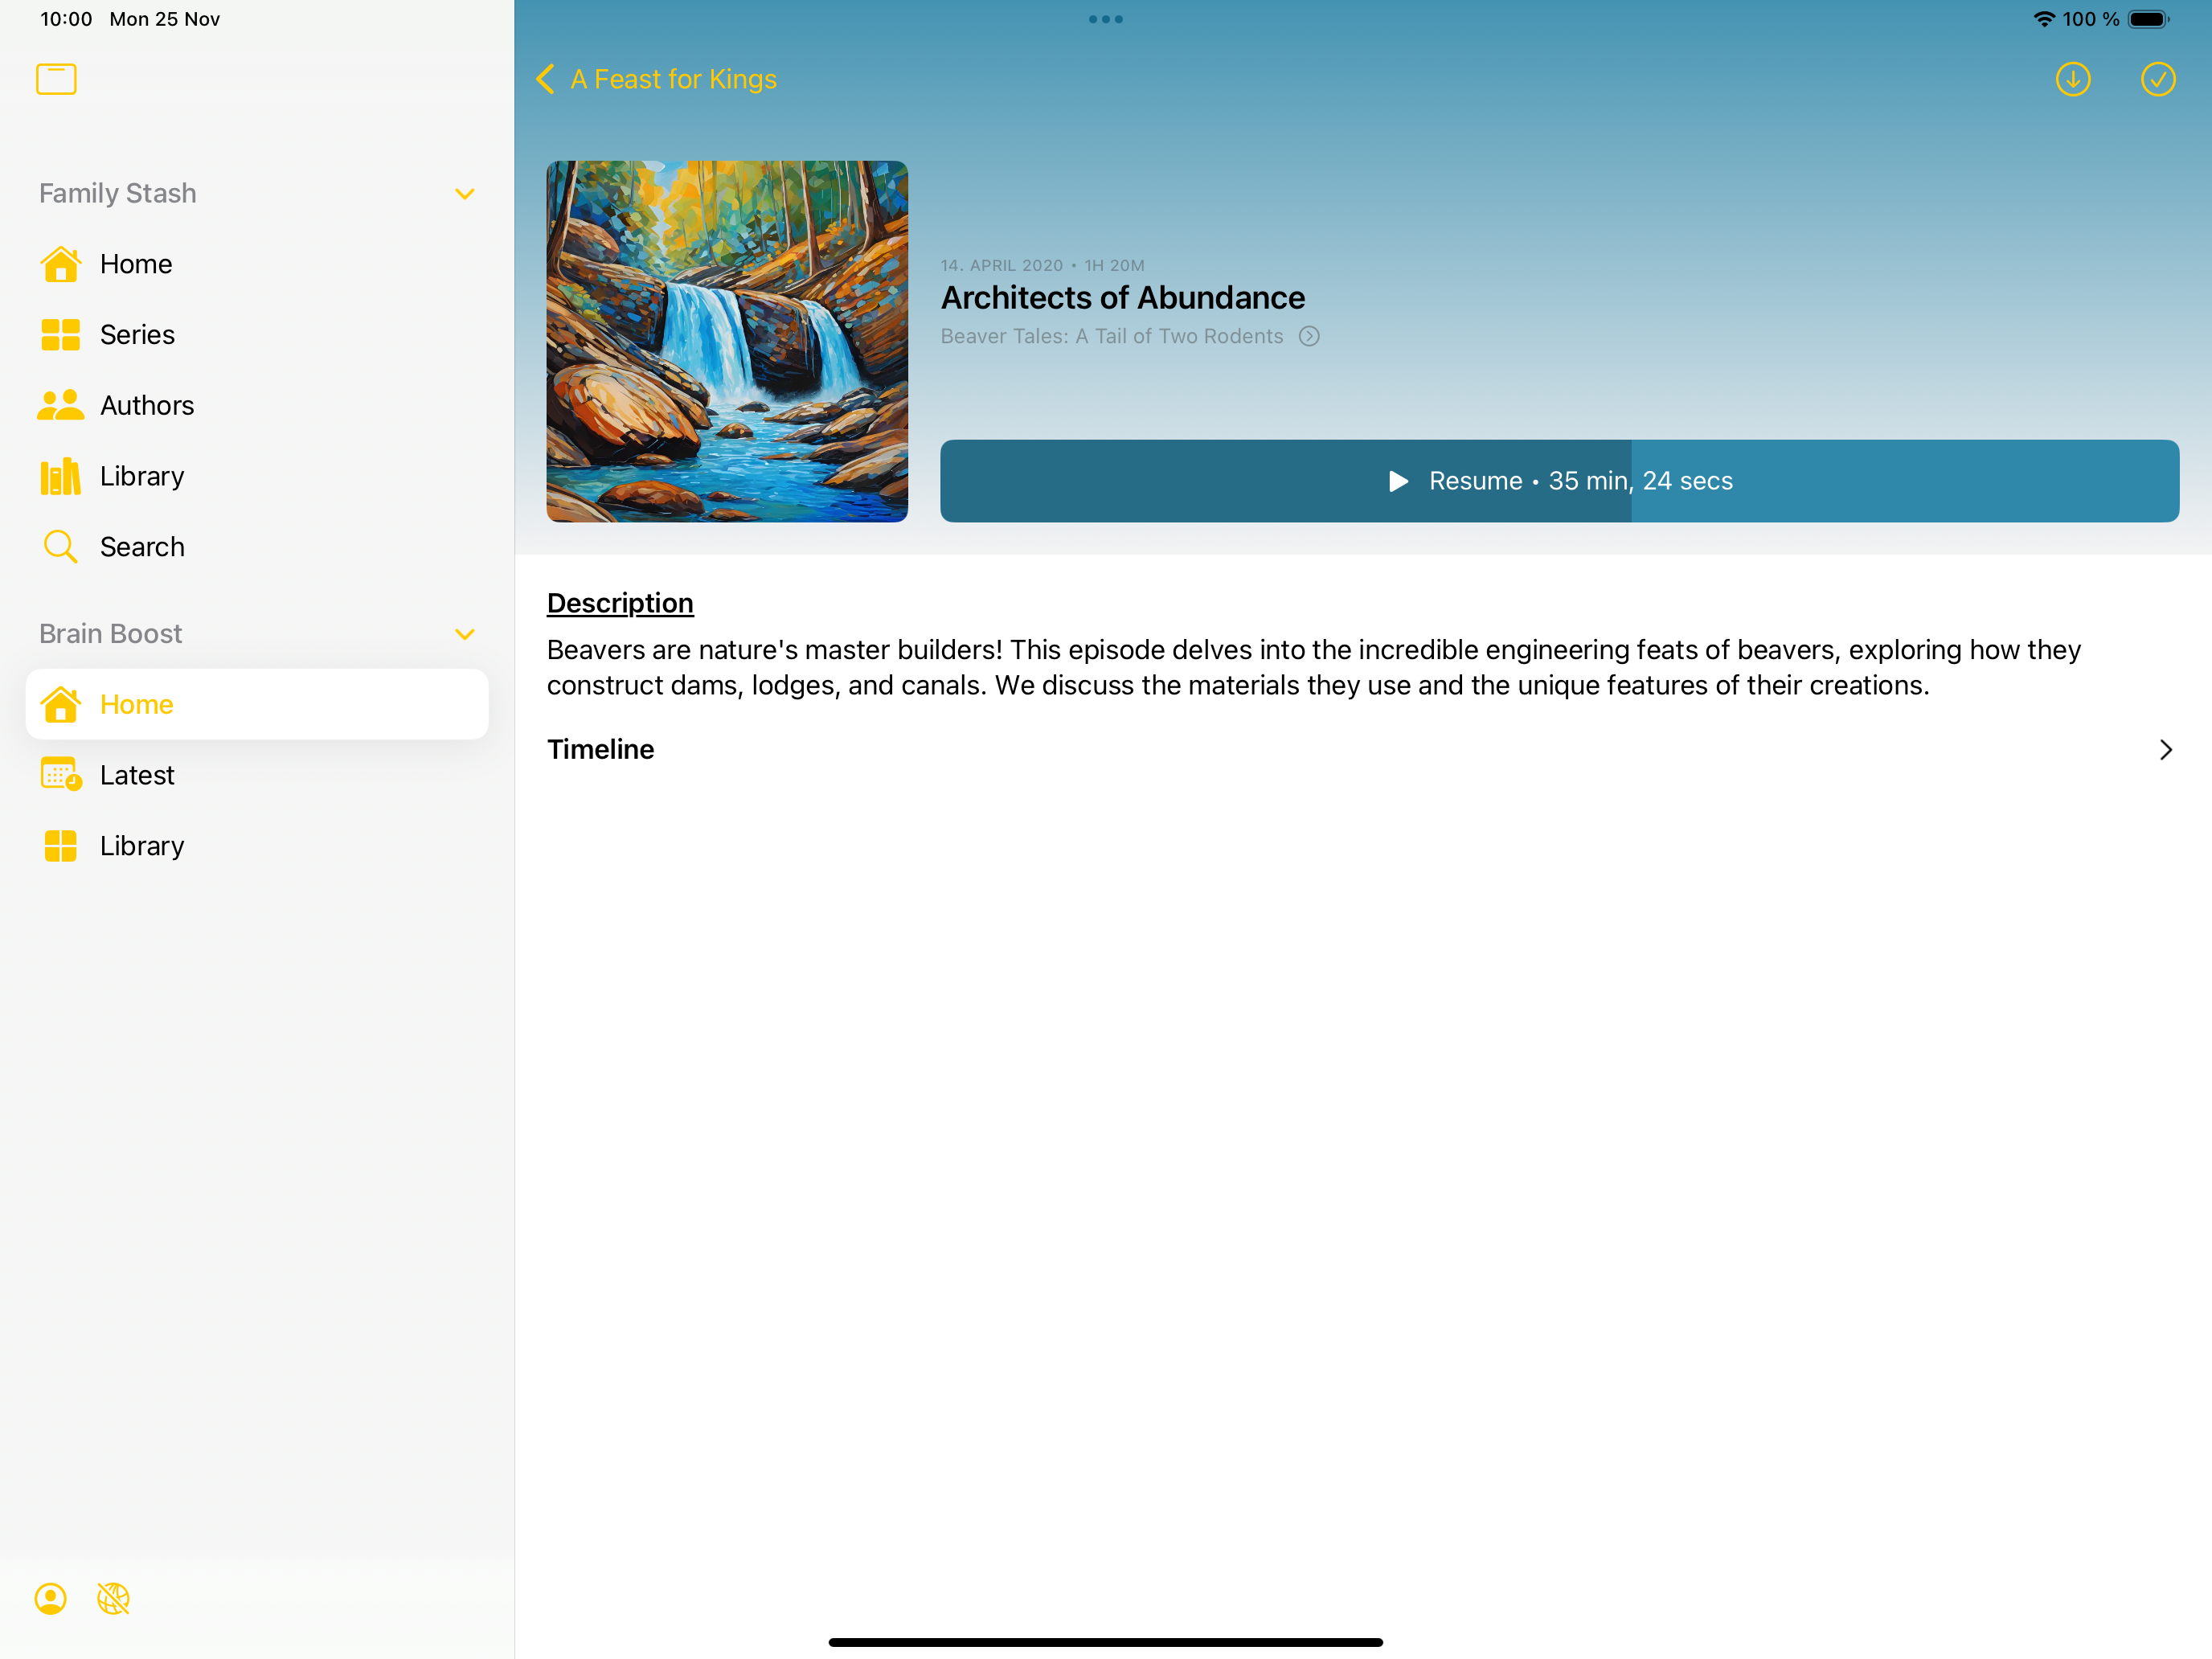 10:00 Mon 25 Nov
100 %
Family Stash
Home
Series
Authors
Library
Search
Brain Boost
Home
Latest
Library
A Feast for Kings
14. APRIL 2020 • 1H 20M
Architects of Abundance
Beaver Tales: A Tail of Two Rodents
Resume • 35 min, 24 secs
Description
Beavers are nature's master builders! This episode delves into the incredible engineering feats of beavers, exploring how they
construct dams, lodges, and canals. We discuss the materials they use and the unique features of their creations.
Timeline